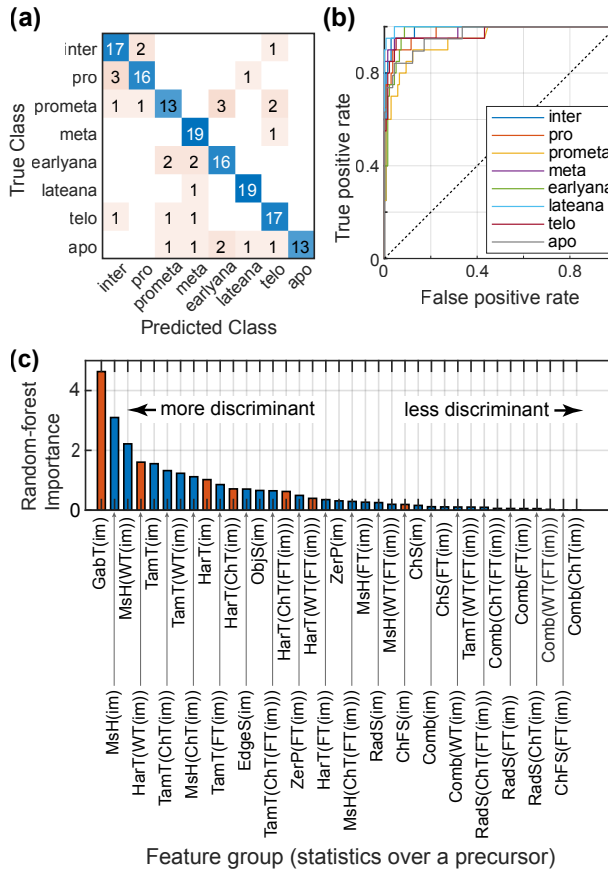 (a)
True Class
inter 17 2 1
pro 3 16 1
prometa 1 1 13 3 2
meta 19 1
earlyana 2 2 16
lateana 1 19
telo 1 1 1 17
apo 1 1 2 1 1 13
inter pro prometa meta earlyana lateana telo apo
Predicted Class
(b)
True positive rate
0.8
0.4
0
0 0.4 0.8
False positive rate
inter
pro
prometa
meta
earlyana
lateana
telo
apo
(c)
Random-forest
Importance
4
2
0
more discriminant
less discriminant
GabT(im)
MsH(WT(im))
TamT(im)
TamT(WT(im))
HarT(im)
HarT(ChT(im))
ObjS(im)
HarT(ChT(FT(im)))
HarT(WT(FT(im)))
ZerP(im)
MsH(FT(im))
MsH(WT(FT(im)))
ChS(im)
ChS(FT(im))
TamT(WT(FT(im)))
Comb(ChT(FT(im)))
Comb(FT(im))
Comb(WT(FT(im)))
Comb(ChT(im))
MsH(im)
HarT(WT(im))
TamT(ChT(im))
MsH(ChT(im))
TamT(FT(im))
EdgeS(im)
TamT(ChT(FT(im)))
ZerP(FT(im))
HarT(FT(im))
MsH(ChT(FT(im)))
RadS(im)
ChFS(im)
Comb(im)
Comb(WT(im))
RadS(ChT(FT(im)))
RadS(FT(im))
RadS(ChT(im))
ChFS(FT(im))
Feature group (statistics over a precursor)